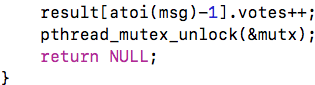 result[atoi(msg)-1].votes++;
pthread_mutex_unlock(&mutx);
return NULL;
}